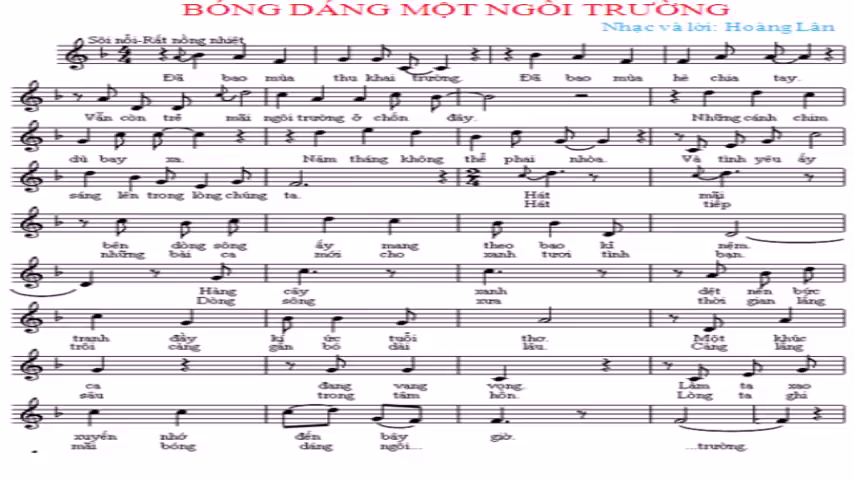 BÓNG DÁNG MỘT NGÔI TRƯỜNG
Nhạc và lời: Hoàng Lân
Sôi nổi-Rất nồng nhiệt
Đã bao mùa thu khai trường. Đã bao mùa hè chia tay.
Vẫn còn trẻ mãi ngôi trường ở chốn đây. Những cánh chim
dù bay xa. Năm tháng không thể phai nhòa. Và tình yêu ấy
sáng lên trong lòng chúng ta. Hát mãi
Hát tiếp
bên dòng sông ấy mang theo bao kỉ nệm.
những bài ca mới cho xanh tươi tình bạn.
Hàng cây xanh dệt nên bức
Dòng sông xưa thời gian lắng
tranh đầy kí ức tuổi thơ. Một khúc
trôi càng gắn bó dài lâu. Càng lắng
ca đang vang vọng. Làm ta xao
sâu trong tâm hồn. Lòng ta ghi
xuyến nhớ đến bây giờ.
mãi bóng dáng ngôi... ...trường.